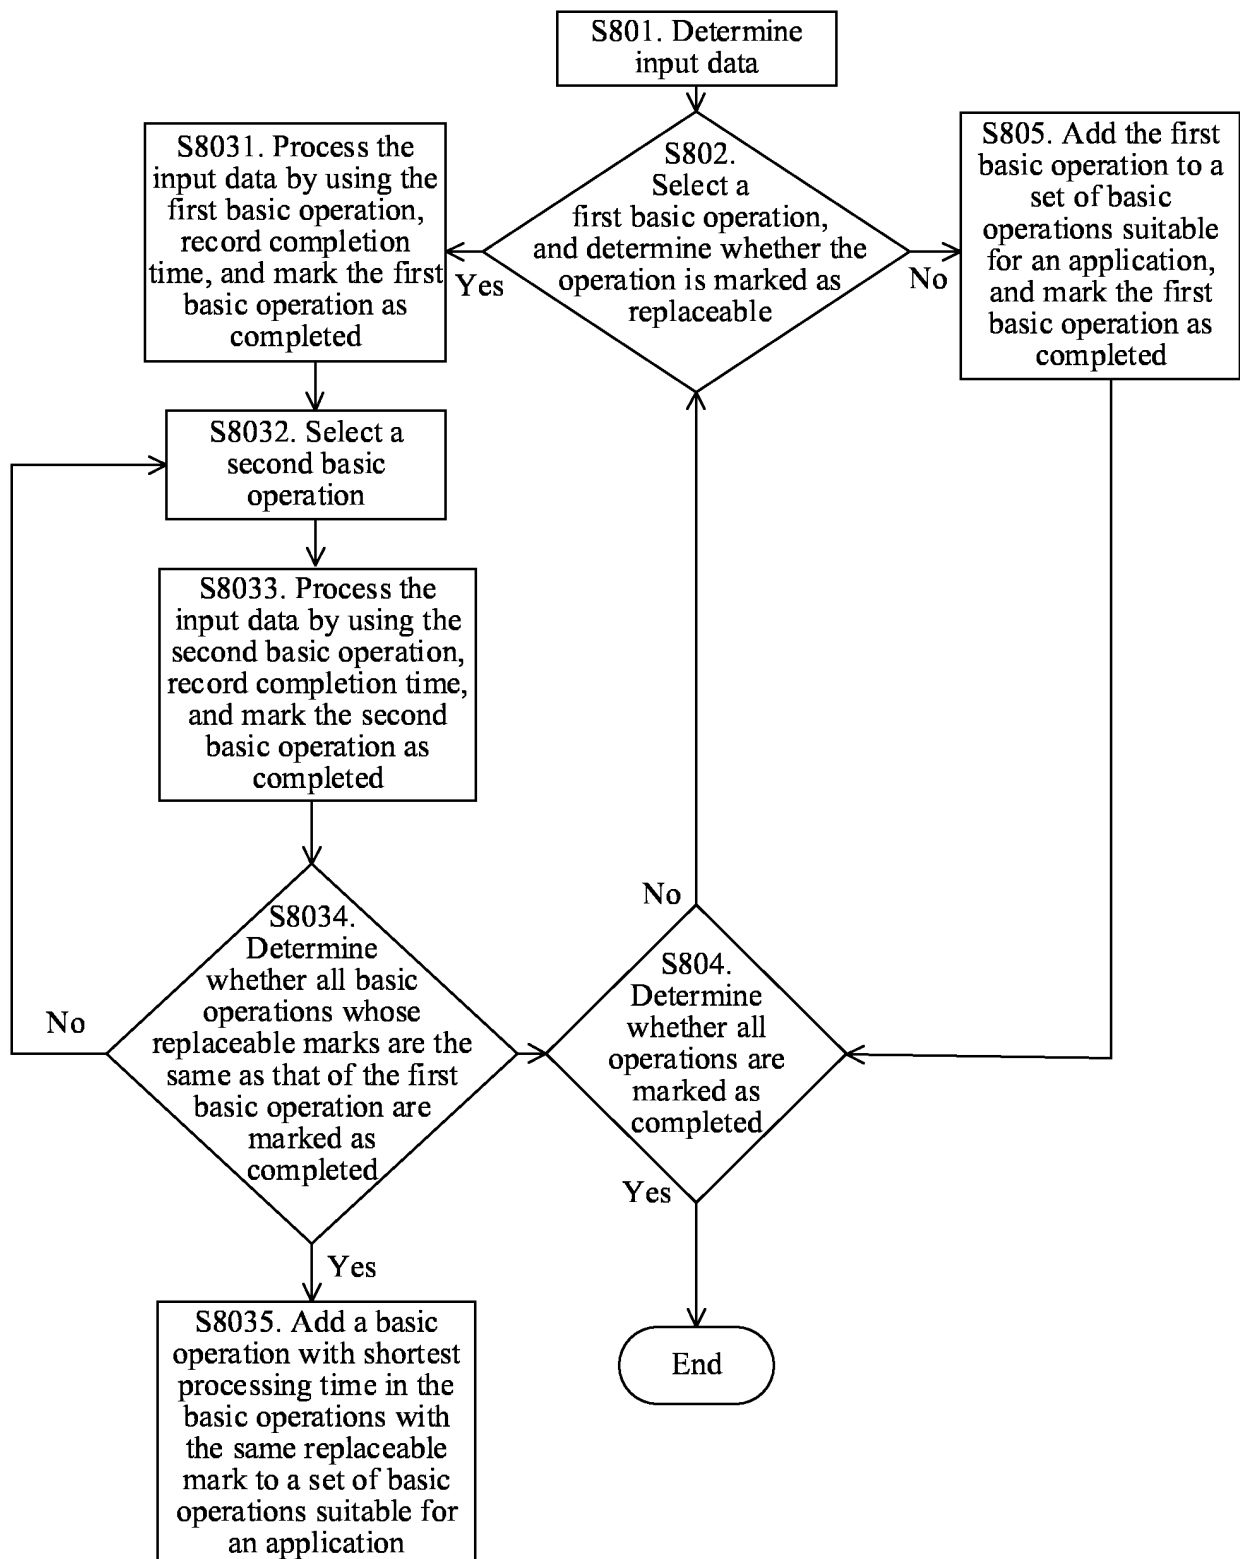 S801. Determine
input data
S802.
Select a
first basic operation,
and determine whether the
operation is marked as
replaceable
Yes
No
S8031. Process the
input data by using the
first basic operation,
record completion
time, and mark the first
basic operation as
completed
S805. Add the first
basic operation to a
set of basic
operations suitable
for an application,
and mark the first
basic operation as
completed
S8032. Select a
second basic
operation
S8033. Process the
input data by using the
second basic operation,
record completion time,
and mark the second
basic operation as
completed
S8034.
Determine
whether all basic
operations whose
replaceable marks are the
same as that of the first
basic operation are
marked as
completed
No
Yes
S804.
Determine
whether all
operations are
marked as
completed
No
Yes
S8035. Add a basic
operation with shortest
processing time in the
basic operations with
the same replaceable
mark to a set of basic
operations suitable for
an application
End